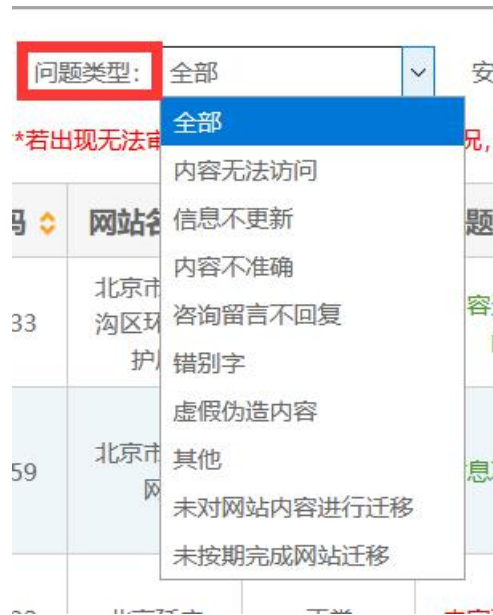 问题类型: 全部 安
全部
*若出现无法审 况，
内容无法访问
码 网站名 题
信息不更新
内容不准确
北京市
33 沟区环 容
咨询留言不回复
护
错别字
虚假伪造内容
北京市
59 其他 息
网
未对网站内容进行迁移
未按期完成网站迁移